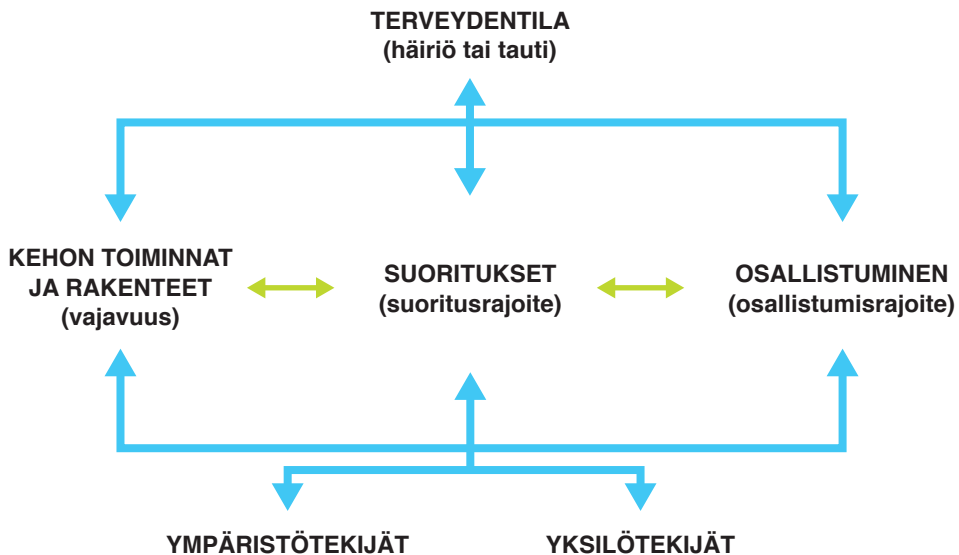 TERVEYDENTILA
(häiriö tai tauti)
KEHON TOIMINNAT
JA RAKENTEET
(vajavuus)
SUORITUKSET
(suoritusrajoite)
OSALLISTUMINEN
(osallistumisrajoite)
YMPÄRISTÖTEKIJÄT
YKSILÖTEKIJÄT